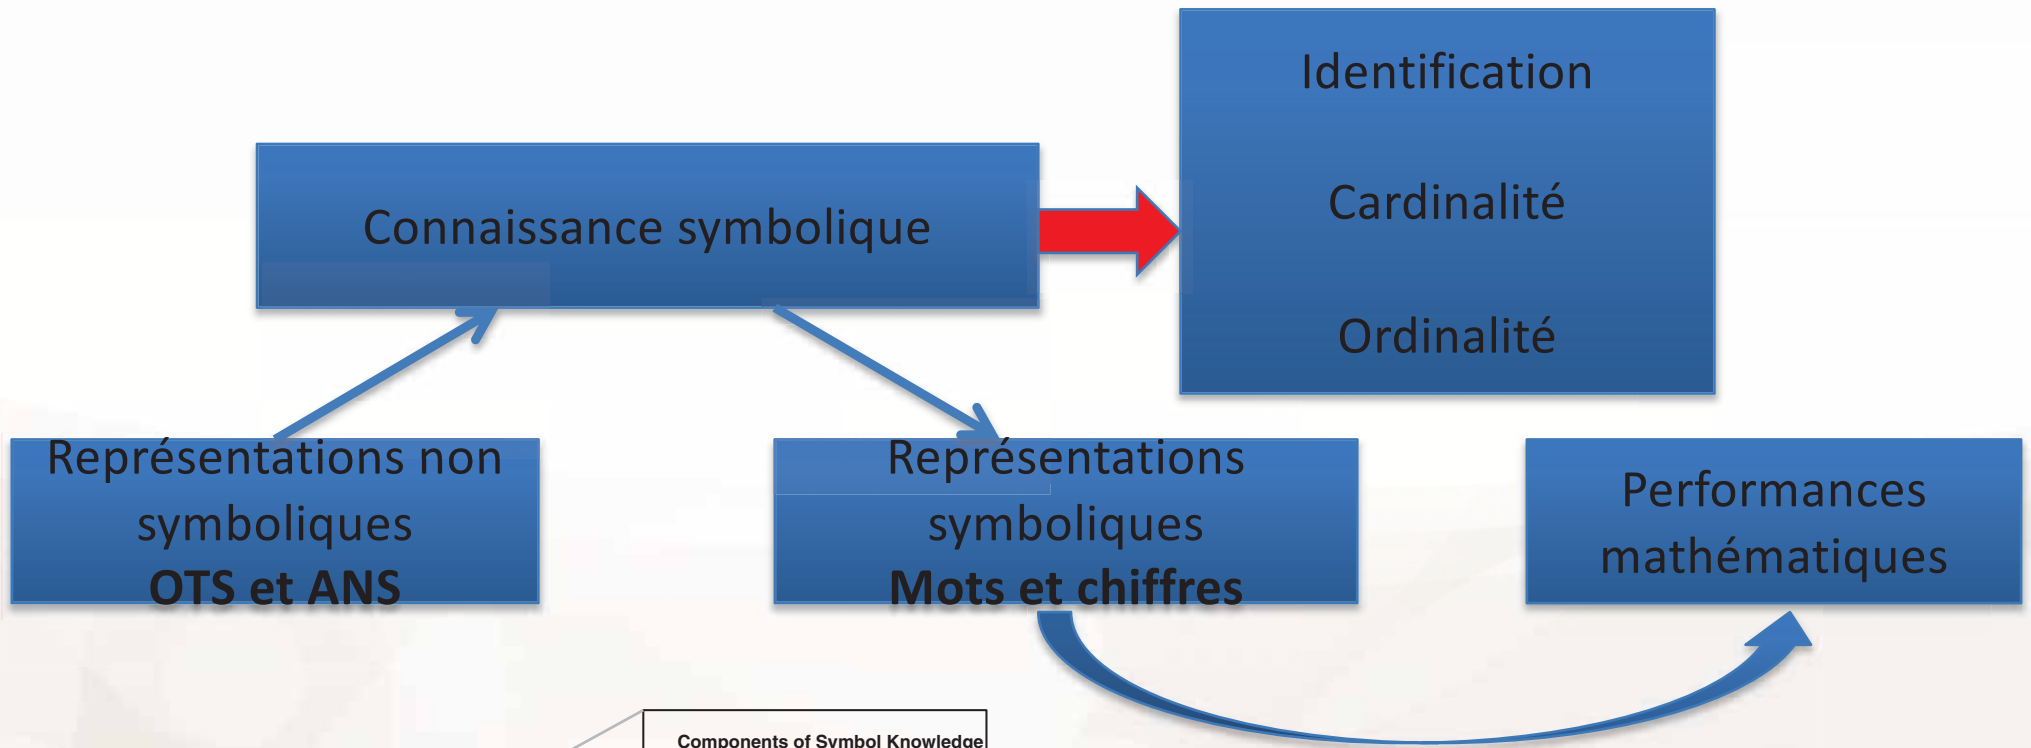 Identification
Cardinalité
Ordinalité
Connaissance symbolique
Représentations non
symboliques
OTS et ANS
Représentations
symboliques
Mots et chiffres
Performances
mathématiques
Components of Symbol Knowledge